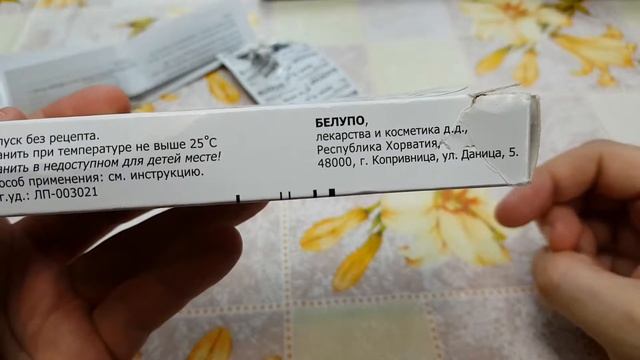 пуск без рецепта.
анить при температуре не выше 25°C
анить в недоступном для детей месте!
особ применения: см. инструкцию.
г.уд.: ЛП-003021
БЕЛУПО,
лекарства и косметика д.д.,
Республика Хорватия,
48000, г. Копривница, ул. Даница, 5.